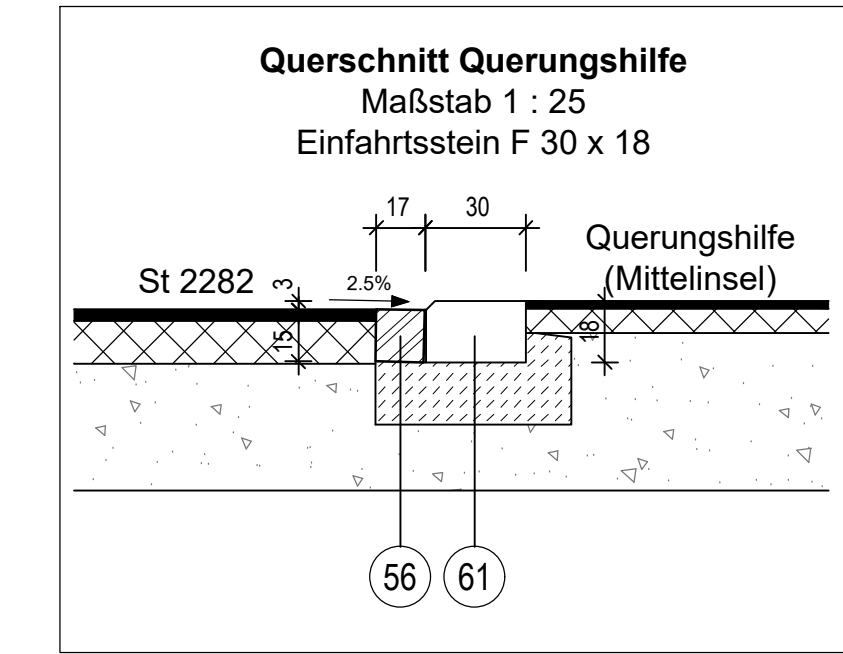 Querschnitt Querungshilfe
Maßstab 1 : 25
Einfahrtsstein F 30 x 18
17 30
Querungshilfe
(Mittelinsel)
St 2282
3
2.5%
15
18
56 61